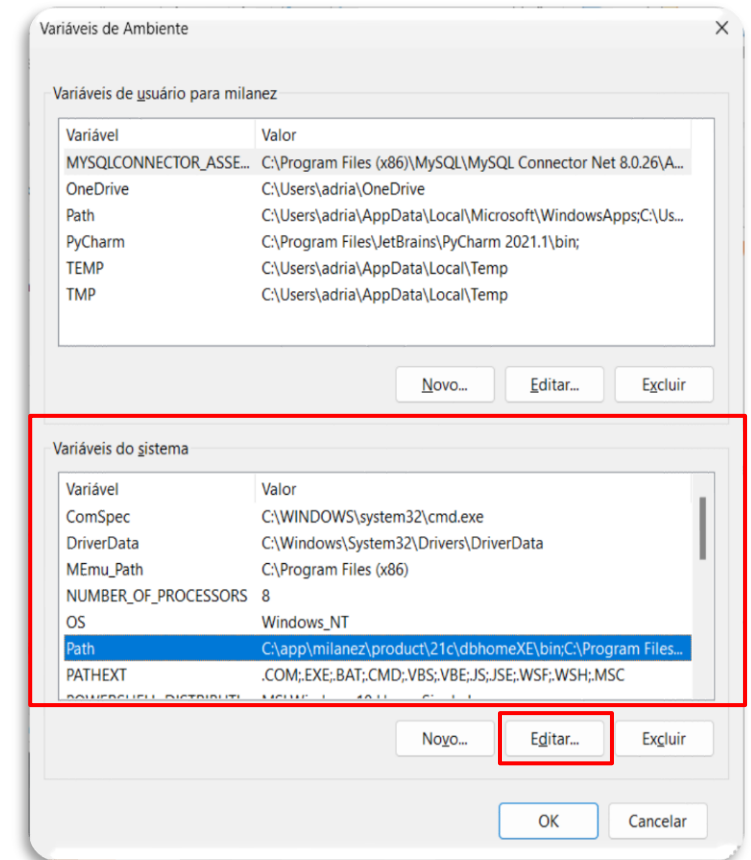 Variáveis de Ambiente
Variáveis de usuário para milanez
Variável Valor
MYSQLCONNECTOR_ASSE... C:\Program Files (x86)\MySQL\MySQL Connector Net 8.0.26\A...
OneDrive C:\Users\adria\OneDrive
Path C:\Users\adria\AppData\Local\Microsoft\WindowsApps;C:\Us...
PyCharm C:\Program Files\JetBrains\PyCharm 2021.1\bin;
TEMP C:\Users\adria\AppData\Local\Temp
TMP C:\Users\adria\AppData\Local\Temp
Novo... Editar... Excluir
Variáveis do sistema
Variável Valor
ComSpec C:\WINDOWS\system32\cmd.exe
DriverData C:\Windows\System32\Drivers\DriverData
MEmu_Path C:\Program Files (x86)
NUMBER_OF_PROCESSORS 8
OS Windows_NT
Path C:\app\milanez\product\21c\dbhomeXE\bin;C:\Program Files...
PATHEXT .COM;.EXE;.BAT;.CMD;.VBS;.VBE;.JS;.JSE;.WSF;.WSH;.MSC
Novo... Editar... Excluir
OK Cancelar